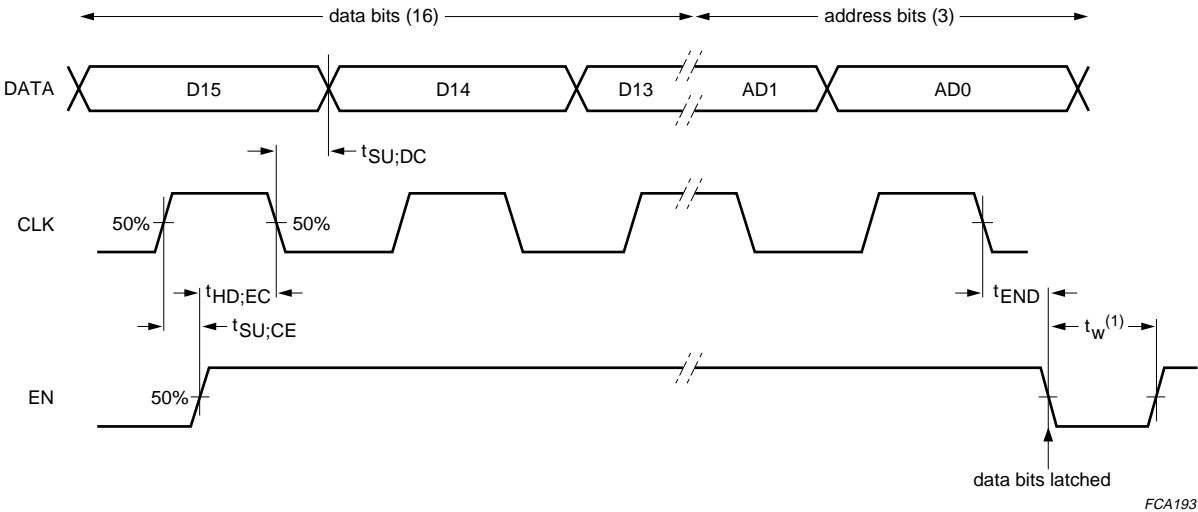 data bits (16) address bits (3)
DATA D15 D14 D13 AD1 AD0
tSU;DC
CLK 50% 50%
tHD;EC tEND
tSU;CE tw(1)
EN 50%
data bits latched
FCA193